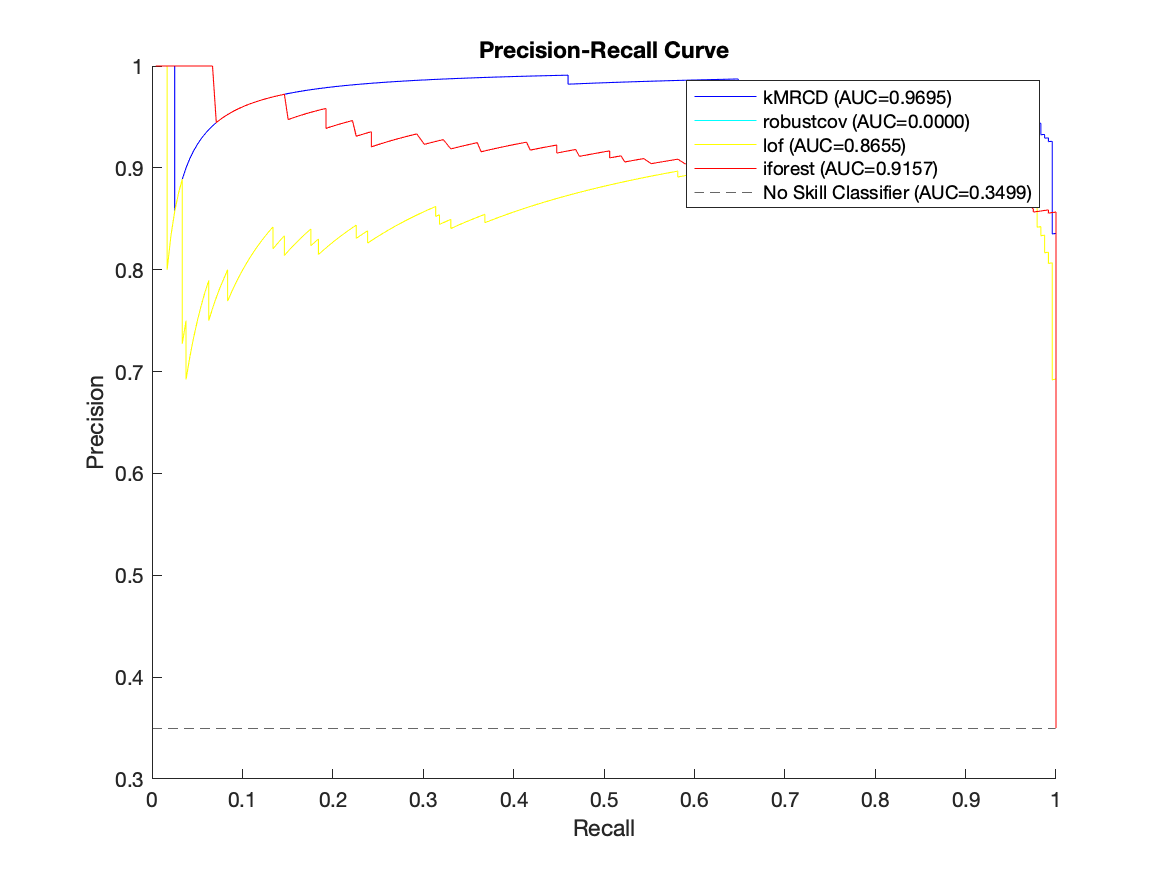 Precision-Recall Curve
1
0.9
0.8
0.7
0.6
0.5
0.4
0.3
Precision
kMRCD (AUC=0.9695)
robustcov (AUC=0.0000)
lof (AUC=0.8655)
iforest (AUC=0.9157)
No Skill Classifier (AUC=0.3499)
0 0.1 0.2 0.3 0.4 0.5 0.6 0.7 0.8 0.9 1
Recall